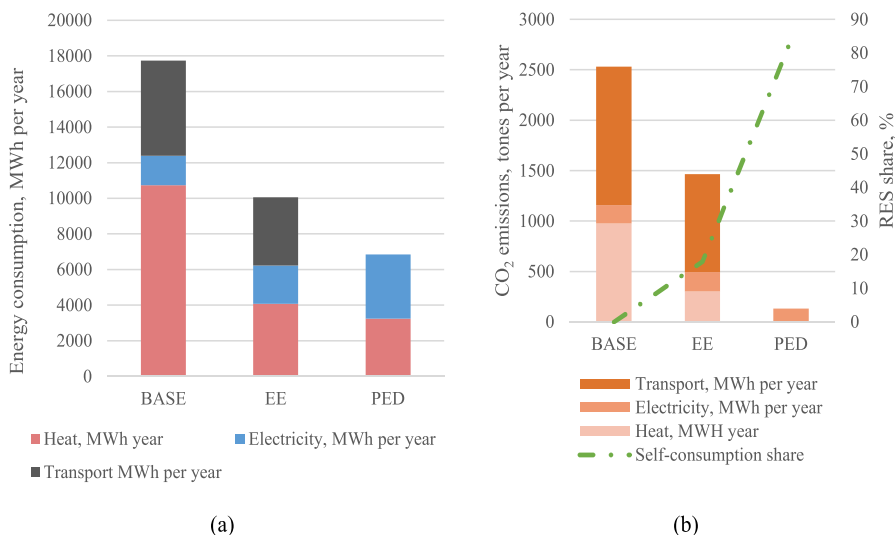 Energy consumption, MWh per year
20000
18000
16000
14000
12000
10000
8000
6000
4000
2000
0
BASE
EE
PED
Heat, MWh year
Electricity, MWh per year
Transport MWh per year
(a)
CO2 emissions, tones per year
3000
2500
2000
1500
1000
500
0
90
80
70
60
50
40
30
20
10
0
RES share, %
BASE
EE
PED
Transport, MWh per year
Electricity, MWh per year
Heat, MWH year
Self-consumption share
(b)